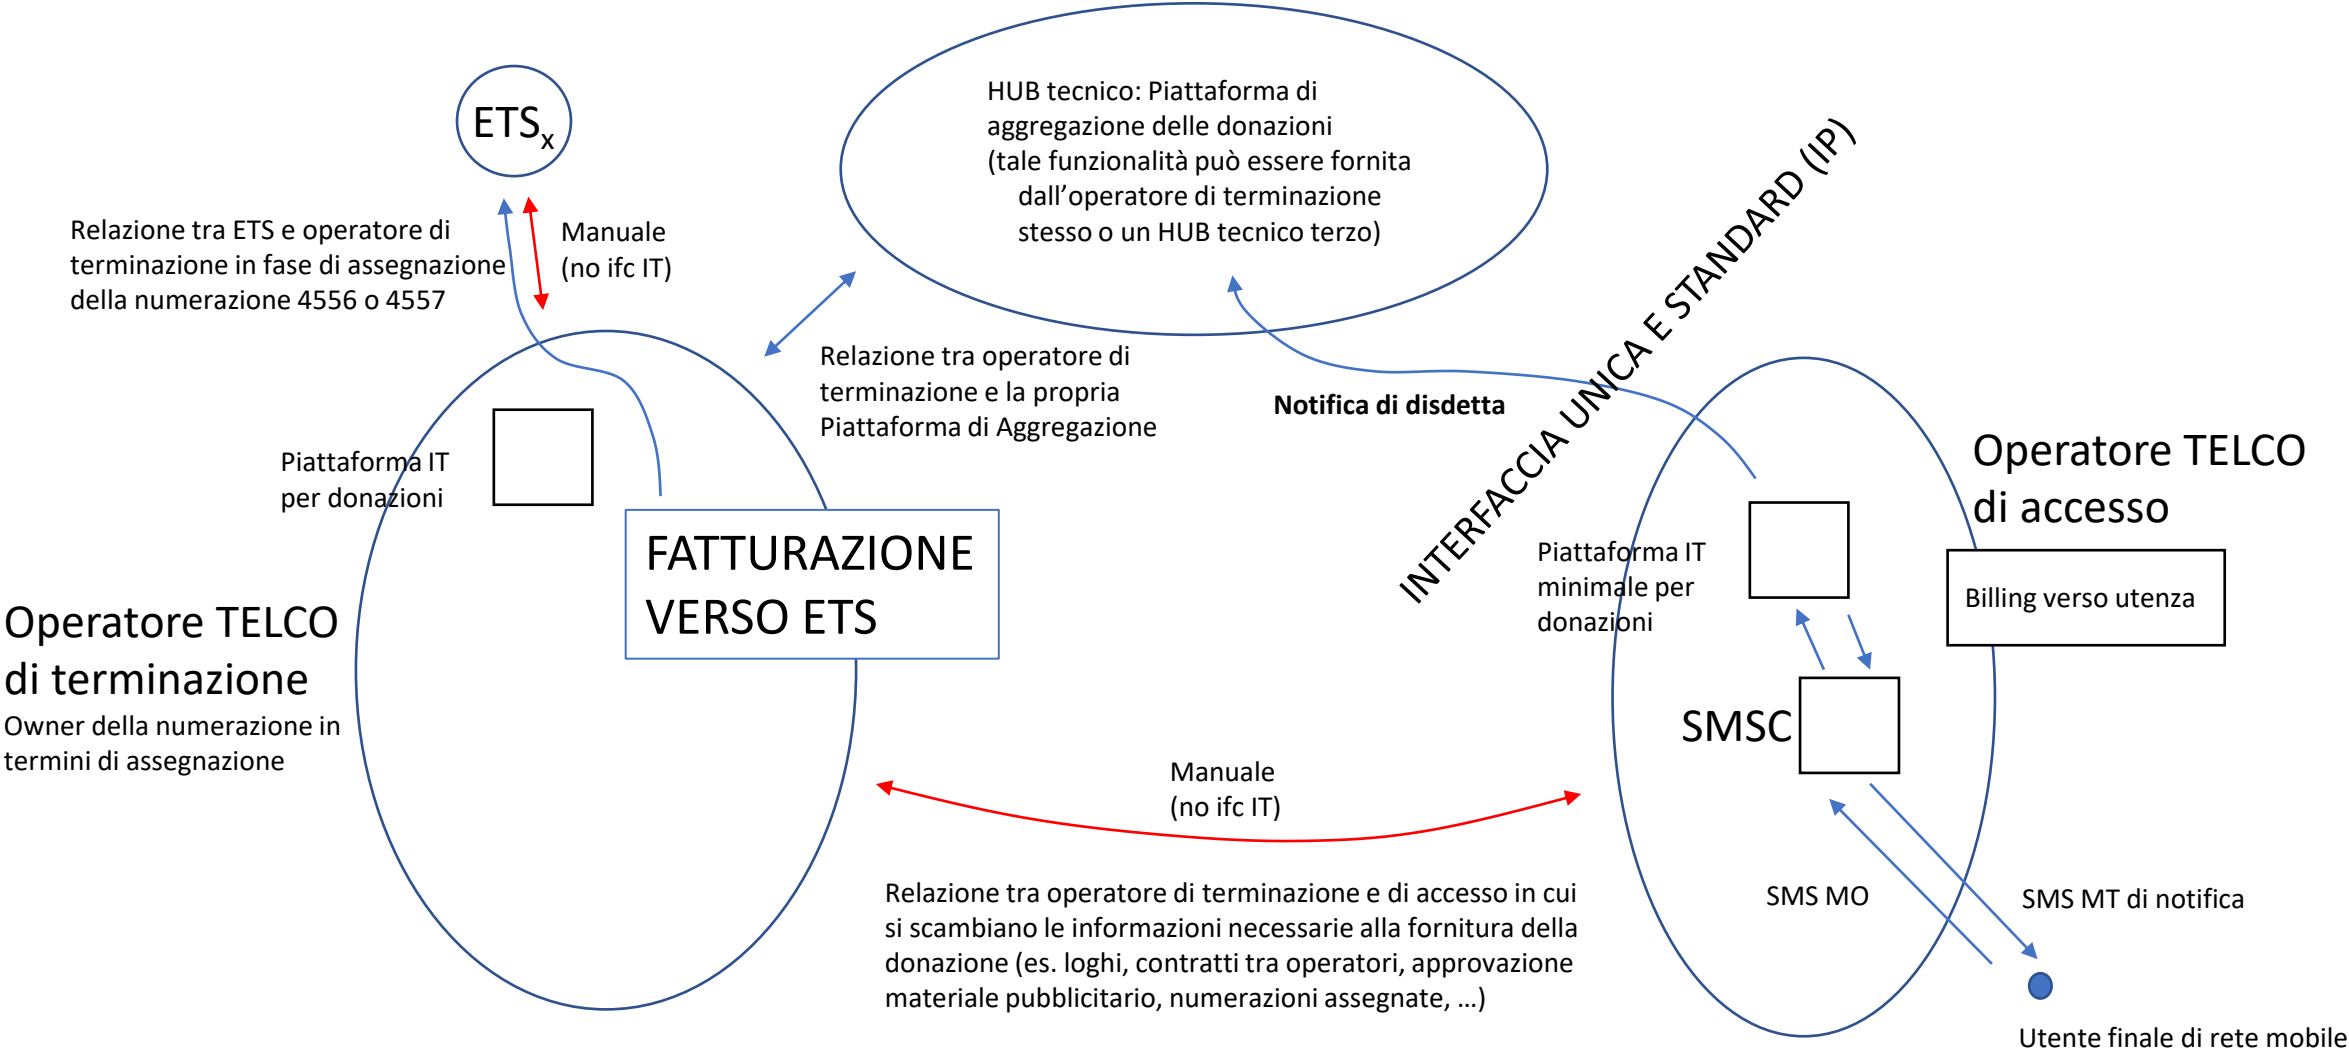 ETSx
HUB tecnico: Piattaforma di
aggregazione delle donazioni
(tale funzionalità può essere fornita
dall’operatore di terminazione
stesso o un HUB tecnico terzo)
INTERFACCIA UNICA E STANDARD (IP)
Relazione tra ETS e operatore di
terminazione in fase di assegnazione
della numerazione 4556 o 4557
Manuale
(no ifc IT)
Relazione tra operatore di
terminazione e la propria
Piattaforma di Aggregazione
Notifica di disdetta
Piattaforma IT
per donazioni
FATTURAZIONE
VERSO ETS
Operatore TELCO
di terminazione
Owner della numerazione in
termini di assegnazione
Operatore TELCO
di accesso
Piattaforma IT
minimale per
donazioni
Billing verso utenza
SMSC
Manuale
(no ifc IT)
Relazione tra operatore di terminazione e di accesso in cui
si scambiano le informazioni necessarie alla fornitura della
donazione (es. loghi, contratti tra operatori, approvazione
materiale pubblicitario, numerazioni assegnate, …)
SMS MO
SMS MT di notifica
Utente finale di rete mobile